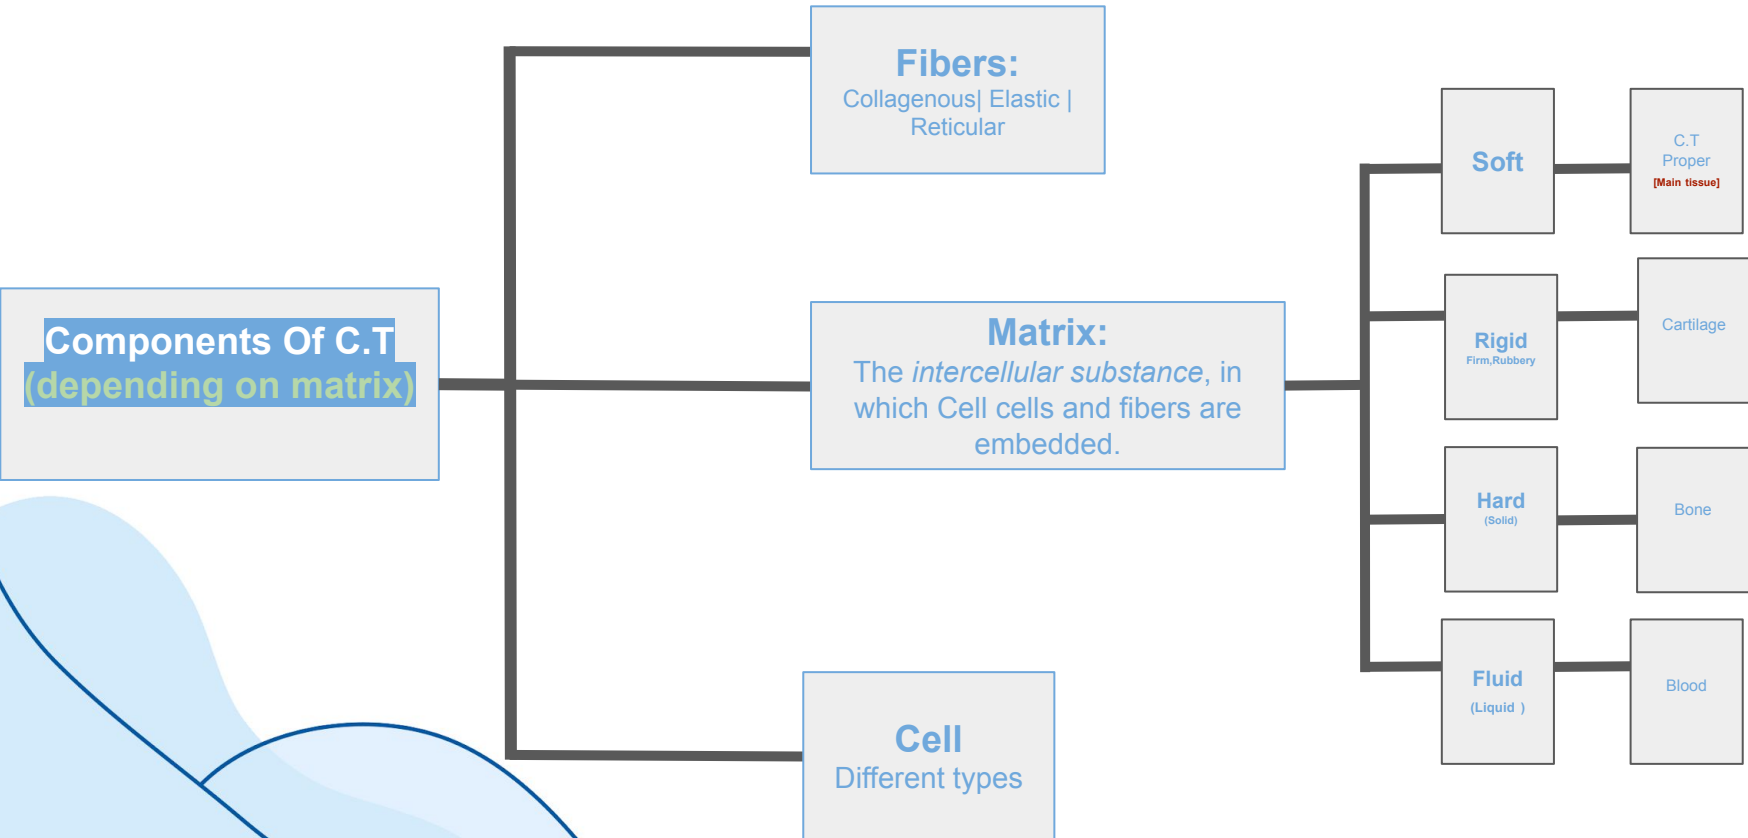 Components Of C.T
(depending on matrix)
Fibers:
Collagenous| Elastic |
Reticular
Matrix:
The intercellular substance, in
which Cell cells and fibers are
embedded.
Cell
Different types
Soft
C.T
Proper
[Main tissue]
Rigid
Firm,Rubbery
Cartilage
Hard
(Solid)
Bone
Fluid
(Liquid )
Blood